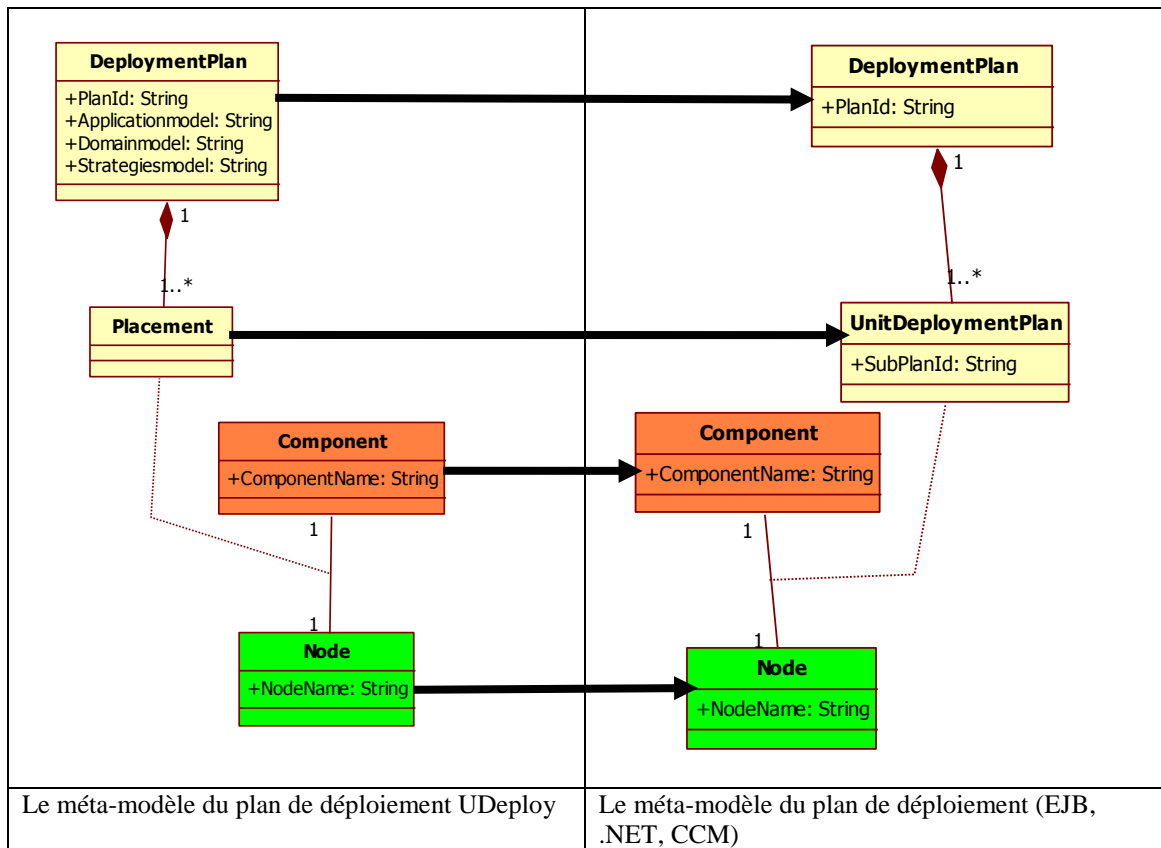 DeploymentPlan
+PlanId: String
+Applicationmodel: String
+Domainmodel: String
+Strategiesmodel: String
1
1..*
Placement
Component
+ComponentName: String
1
1
Node
+NodeName: String
DeploymentPlan
+PlanId: String
1
1..*
UnitDeploymentPlan
+SubPlanId: String
Component
+ComponentName: String
1
1
Node
+NodeName: String
Le méta-modèle du plan de déploiement UDeploy
Le méta-modèle du plan de déploiement (EJB,
.NET, CCM)